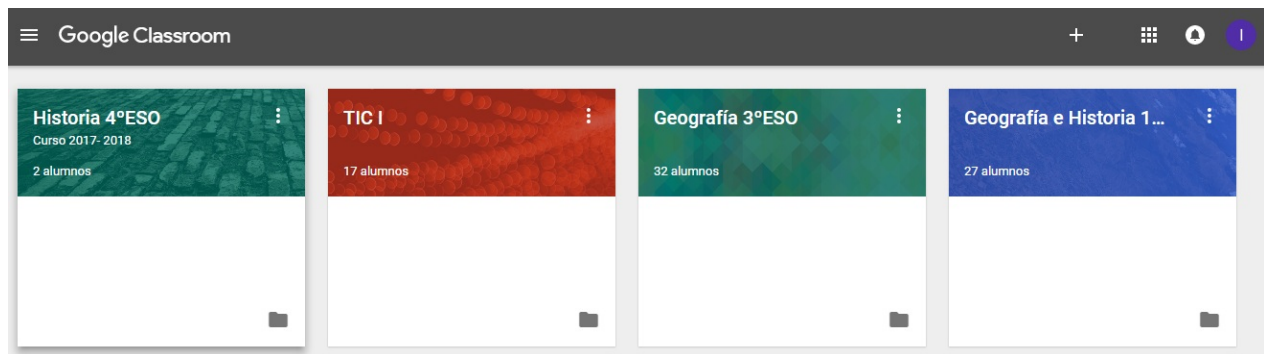 Google Classroom
I
Historia 4ºESO
Curso 2017- 2018
2 alumnos
TIC I
17 alumnos
Geografía 3ºESO
32 alumnos
Geografía e Historia 1...
27 alumnos